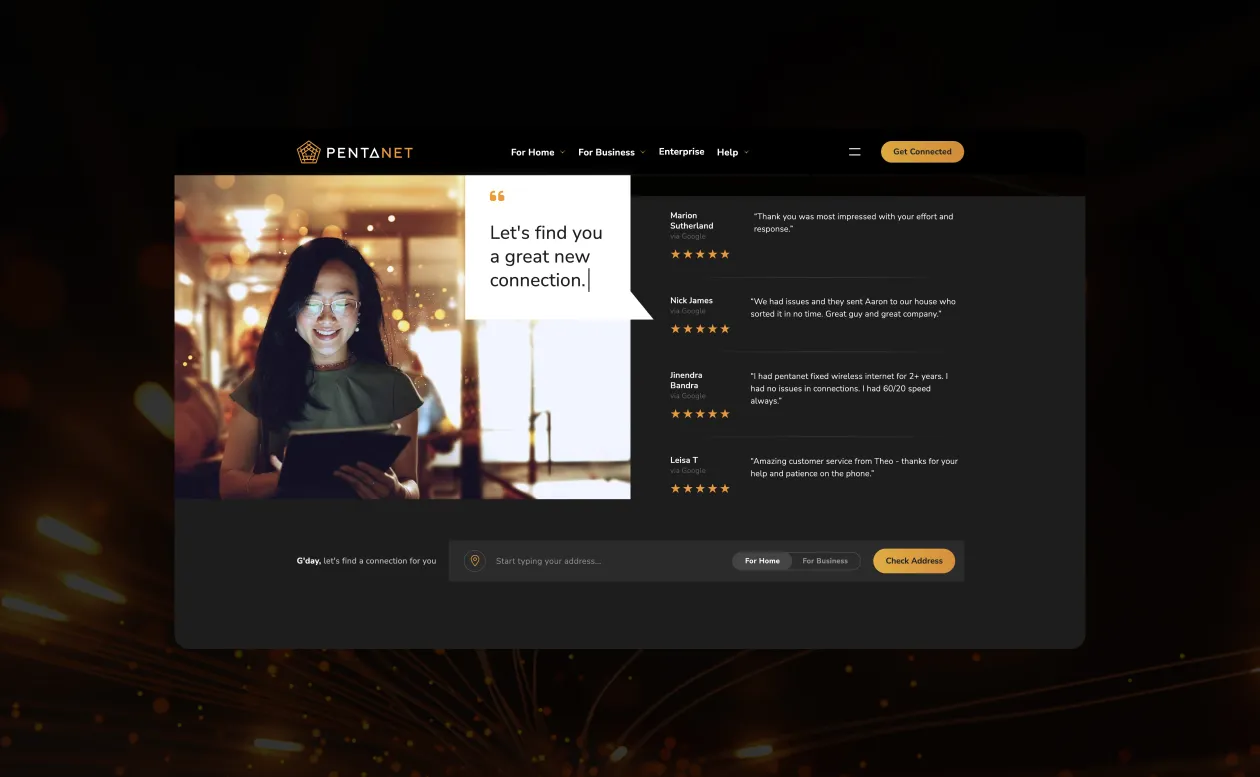 PENTANET
For Home
For Business
Enterprise
Help
Get Connected
“
Let's find you
a great new
connection.
Marion
Sutherland
via Google
“Thank you was most impressed with your effort and
response.”
Nick James
via Google
“We had issues and they sent Aaron to our house who
sorted it in no time. Great guy and great company.”
Jinendra
Bandra
via Google
“I had pentanet fixed wireless internet for 2+ years. I
had no issues in connections. I had 60/20 speed
always.”
Leisa T
via Google
“Amazing customer service from Theo - thanks for your
help and patience on the phone.”
G'day, let's find a connection for you
Start typing your address...
For Home
For Business
Check Address